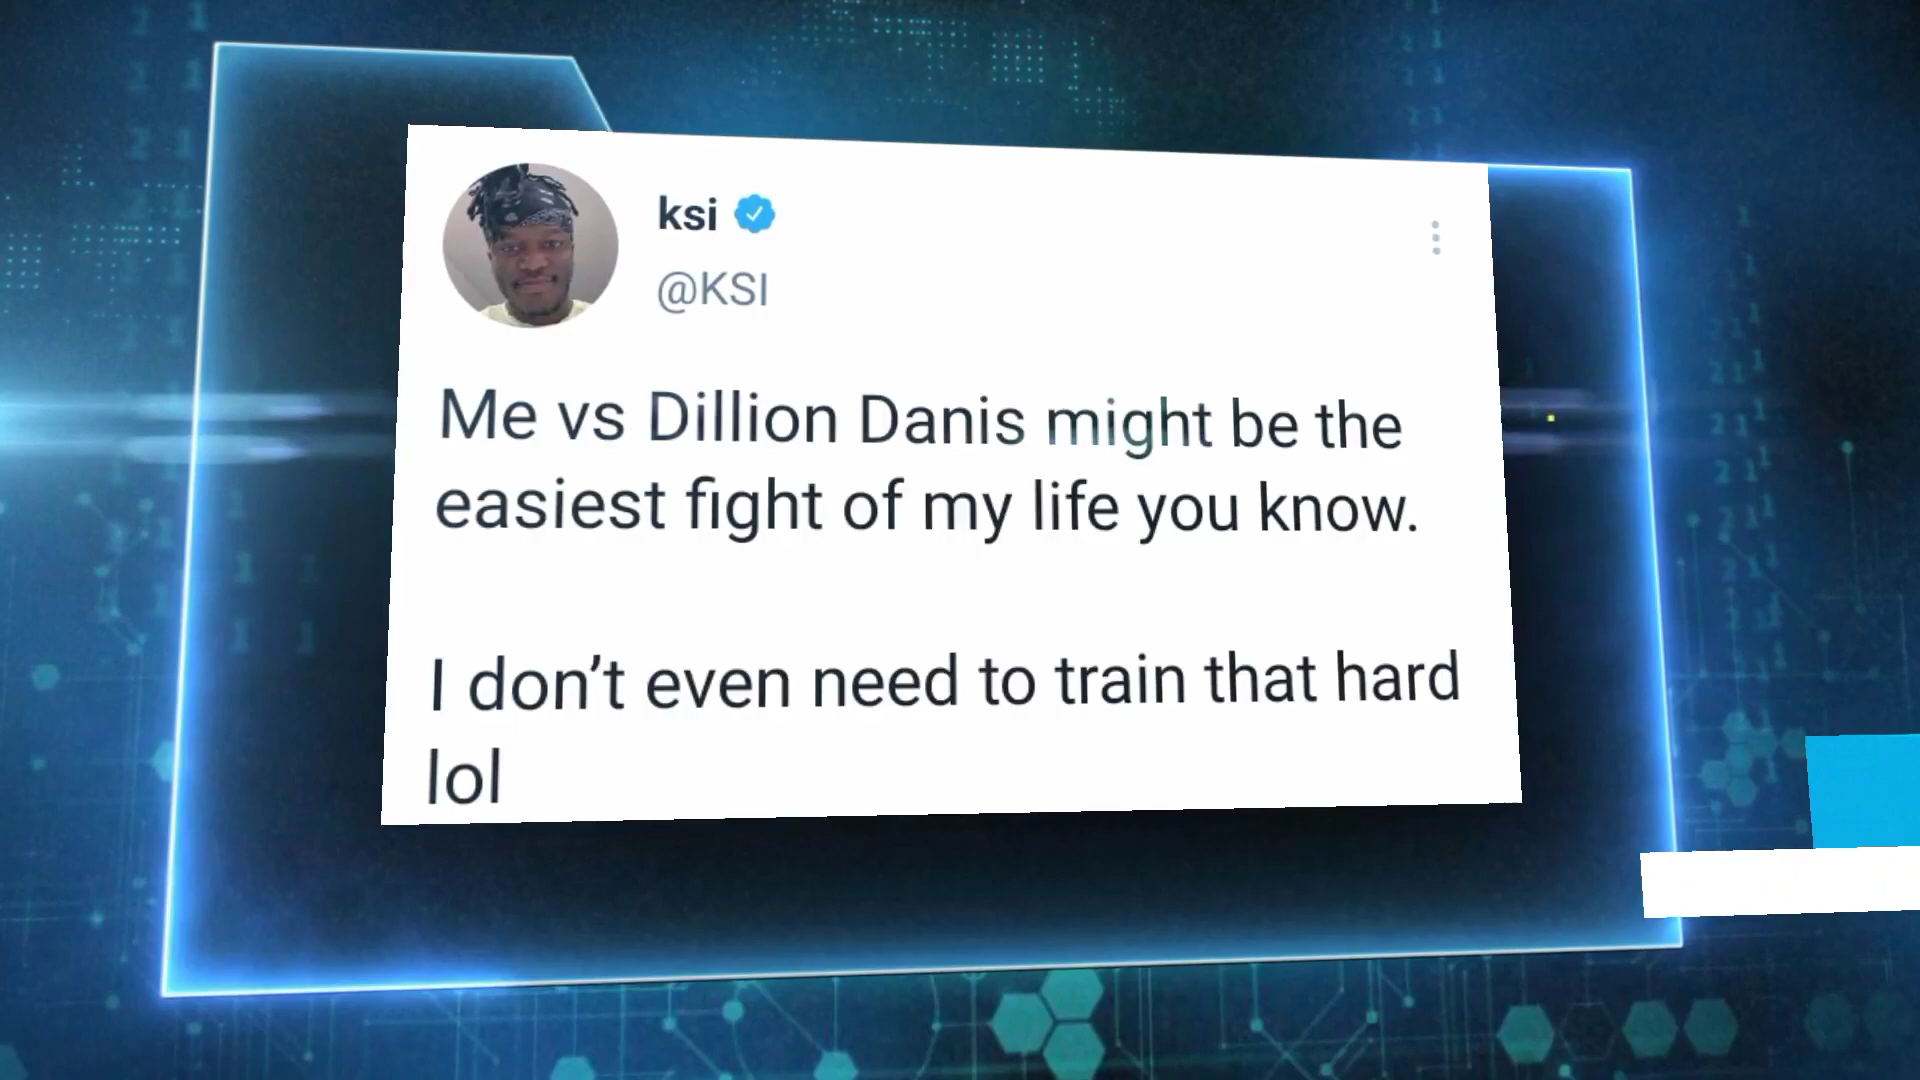 ksi
@KSI
Me vs Dillion Danis might be the
easiest fight of my life you know.
I don't even need to train that hard
lol